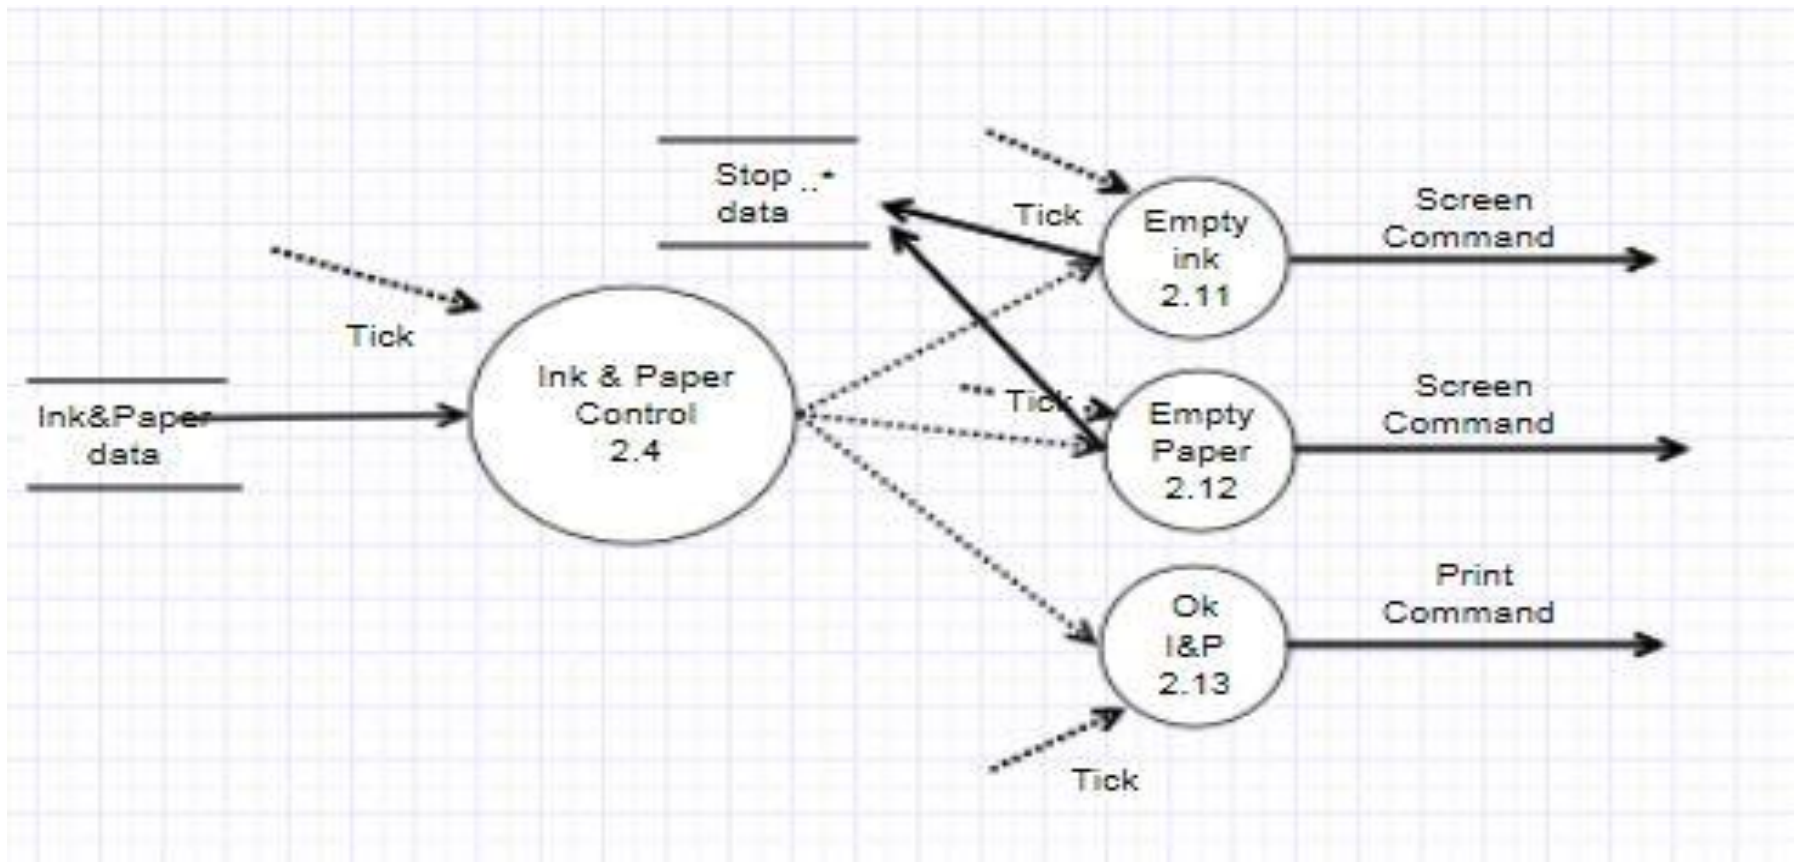 Stop
data
Tick
Empty
ink
2.11
Screen
Command
Tick
Ink&Paper
data
Ink & Paper
Control
2.4
Tick
Empty
Paper
2.12
Screen
Command
Ok
I&P
2.13
Print
Command
Tick